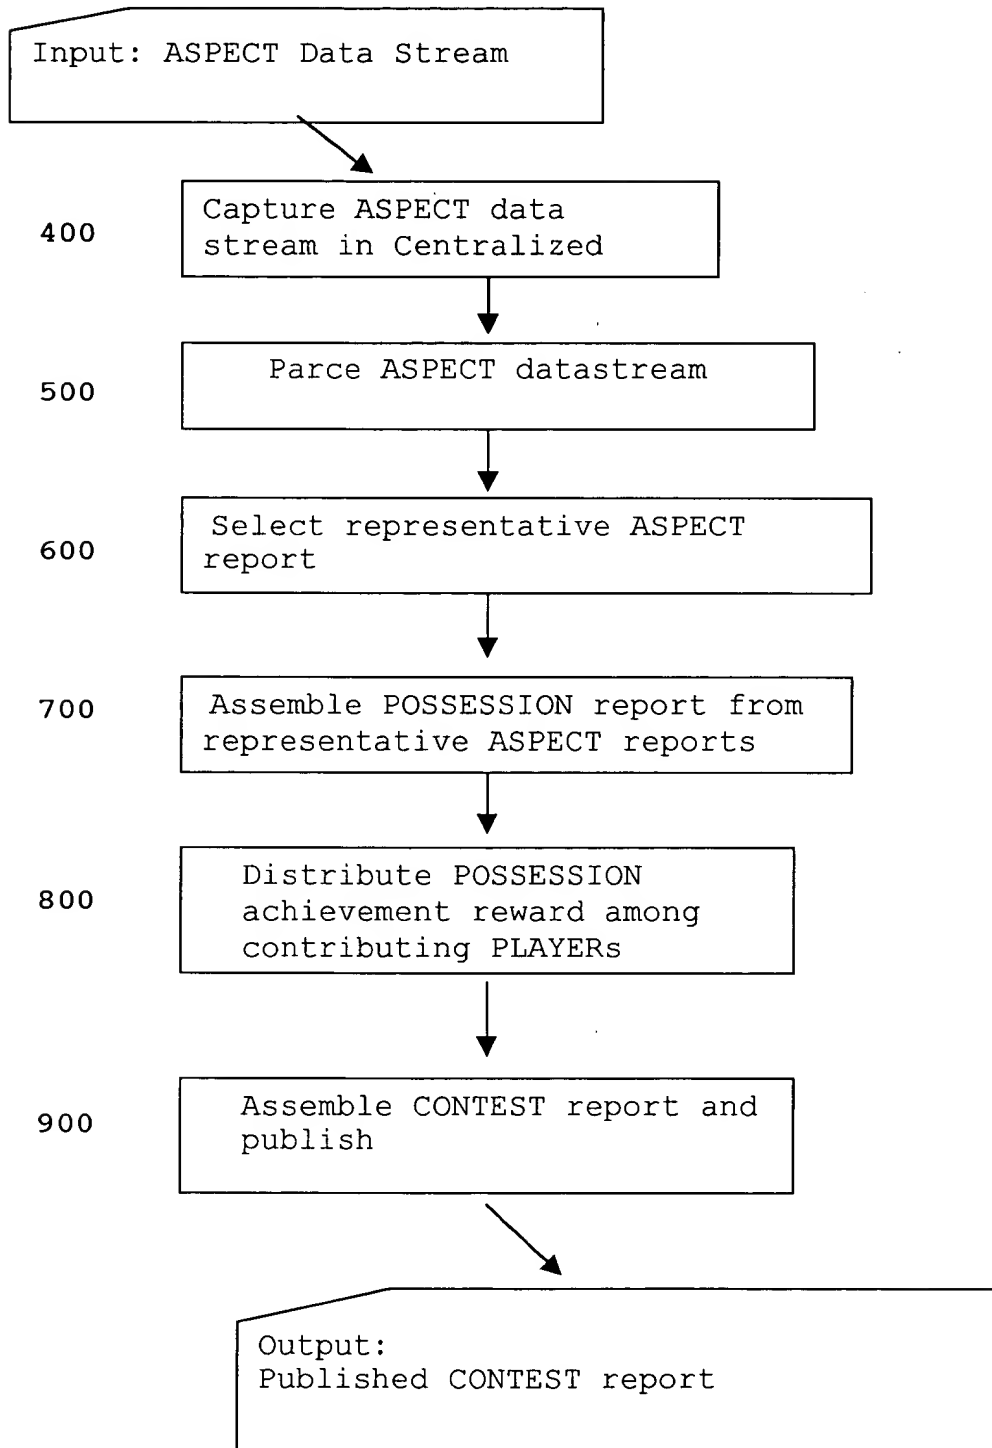 Input: ASPECT Data Stream
400
Capture ASPECT data
stream in Centralized
500
Parce ASPECT datastream
600
Select representative ASPECT
report
700
Assemble POSSESSION report from
representative ASPECT reports
800
Distribute POSSESSION
achievement reward among
contributing PLAYERs
900
Assemble CONTEST report and
publish
Output:
Published CONTEST report